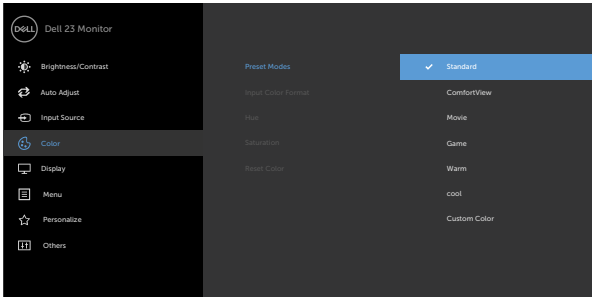 DELL
Dell 23 Monitor
Brightness/Contrast
Auto Adjust
Input Source
Color
Display
Menu
Personalize
Others
Preset Modes
Input Color Format
Hue
Saturation
Reset Color
Standard
ComfortView
Movie
Game
Warm
cool
Custom Color